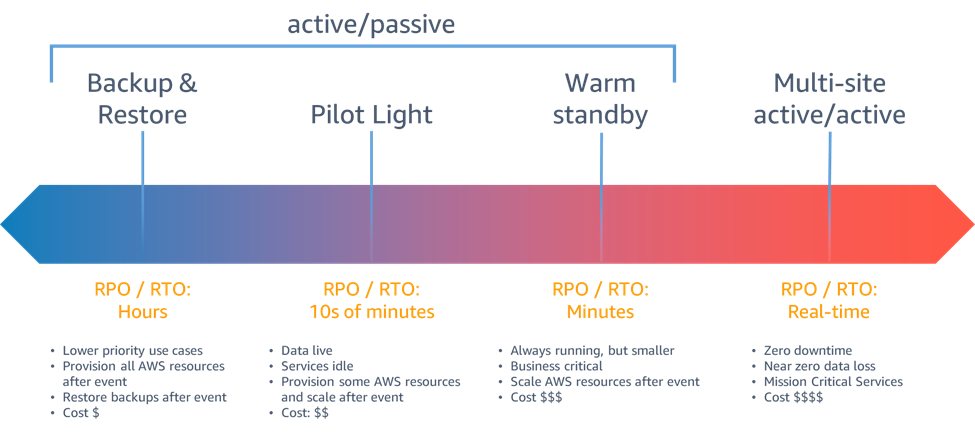 active/passive
Backup &
Restore
Pilot Light
Warm
standby
Multi-site
active/active
RPO / RTO:
Hours
RPO / RTO:
10s of minutes
RPO / RTO:
Minutes
RPO / RTO:
Real-time
• Lower priority use cases
• Provision all AWS resources
after event
• Restore backups after event
• Cost $
• Data live
• Services idle
• Provision some AWS resources
and scale after event
• Cost: $$
• Always running, but smaller
• Business critical
• Scale AWS resources after event
• Cost $$$
• Zero downtime
• Near zero data loss
• Mission Critical Services
• Cost $$$$